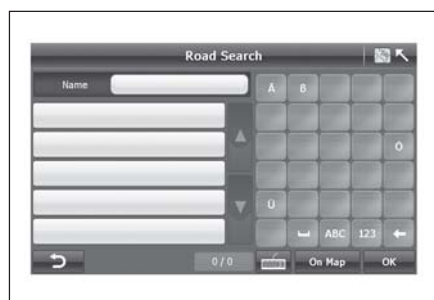 Road Search
Name
Ä ß
Ö
Ü
ABC 123
0/0 On Map OK